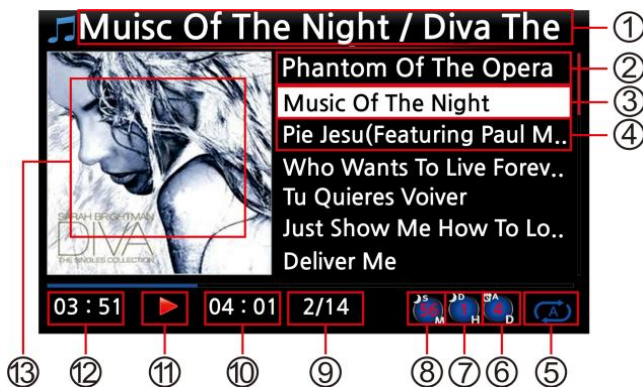 Muisc Of The Night / Diva The
①
Phantom Of The Opera
②
Music Of The Night
③
Pie Jesu(Featuring Paul M..
④
Who Wants To Live Forev..
Tu Quieres Voiver
Just Show Me How To Lo..
Deliver Me
SARAH BRIGHTMAN
DIVA
THE SINGLES COLLECTION
03 : 51
04 : 01
2/14
S 56 M
D 1 H
A 4 D
A
⑬ ⑫ ⑪ ⑩ ⑨ ⑧ ⑦ ⑥ ⑤